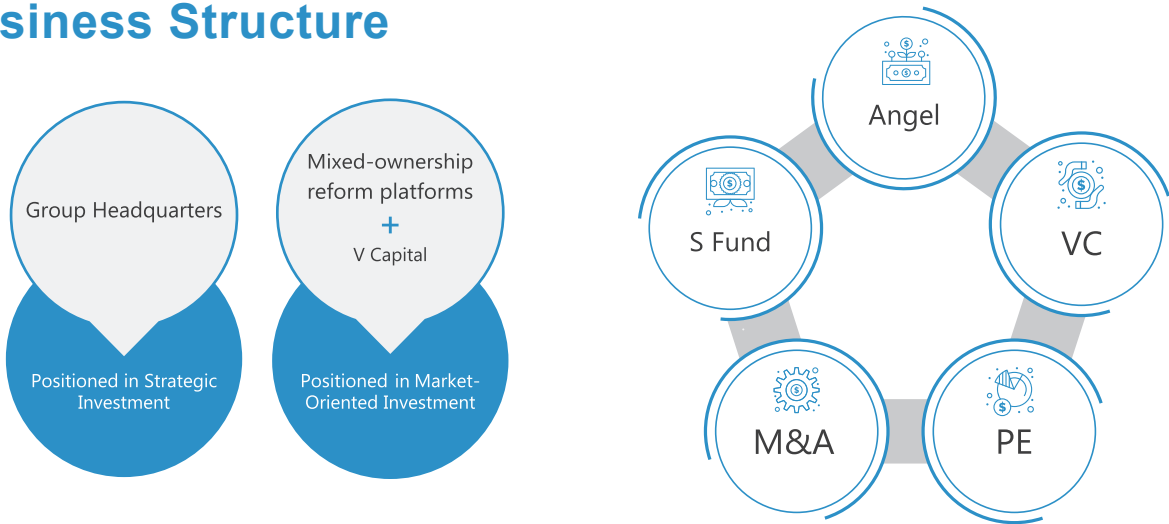 siness Structure
Group Headquarters
Positioned in Strategic
Investment
Mixed-ownership
reform platforms
+
V Capital
Positioned in Market-
Oriented Investment
Angel
VC
PE
M&A
S Fund